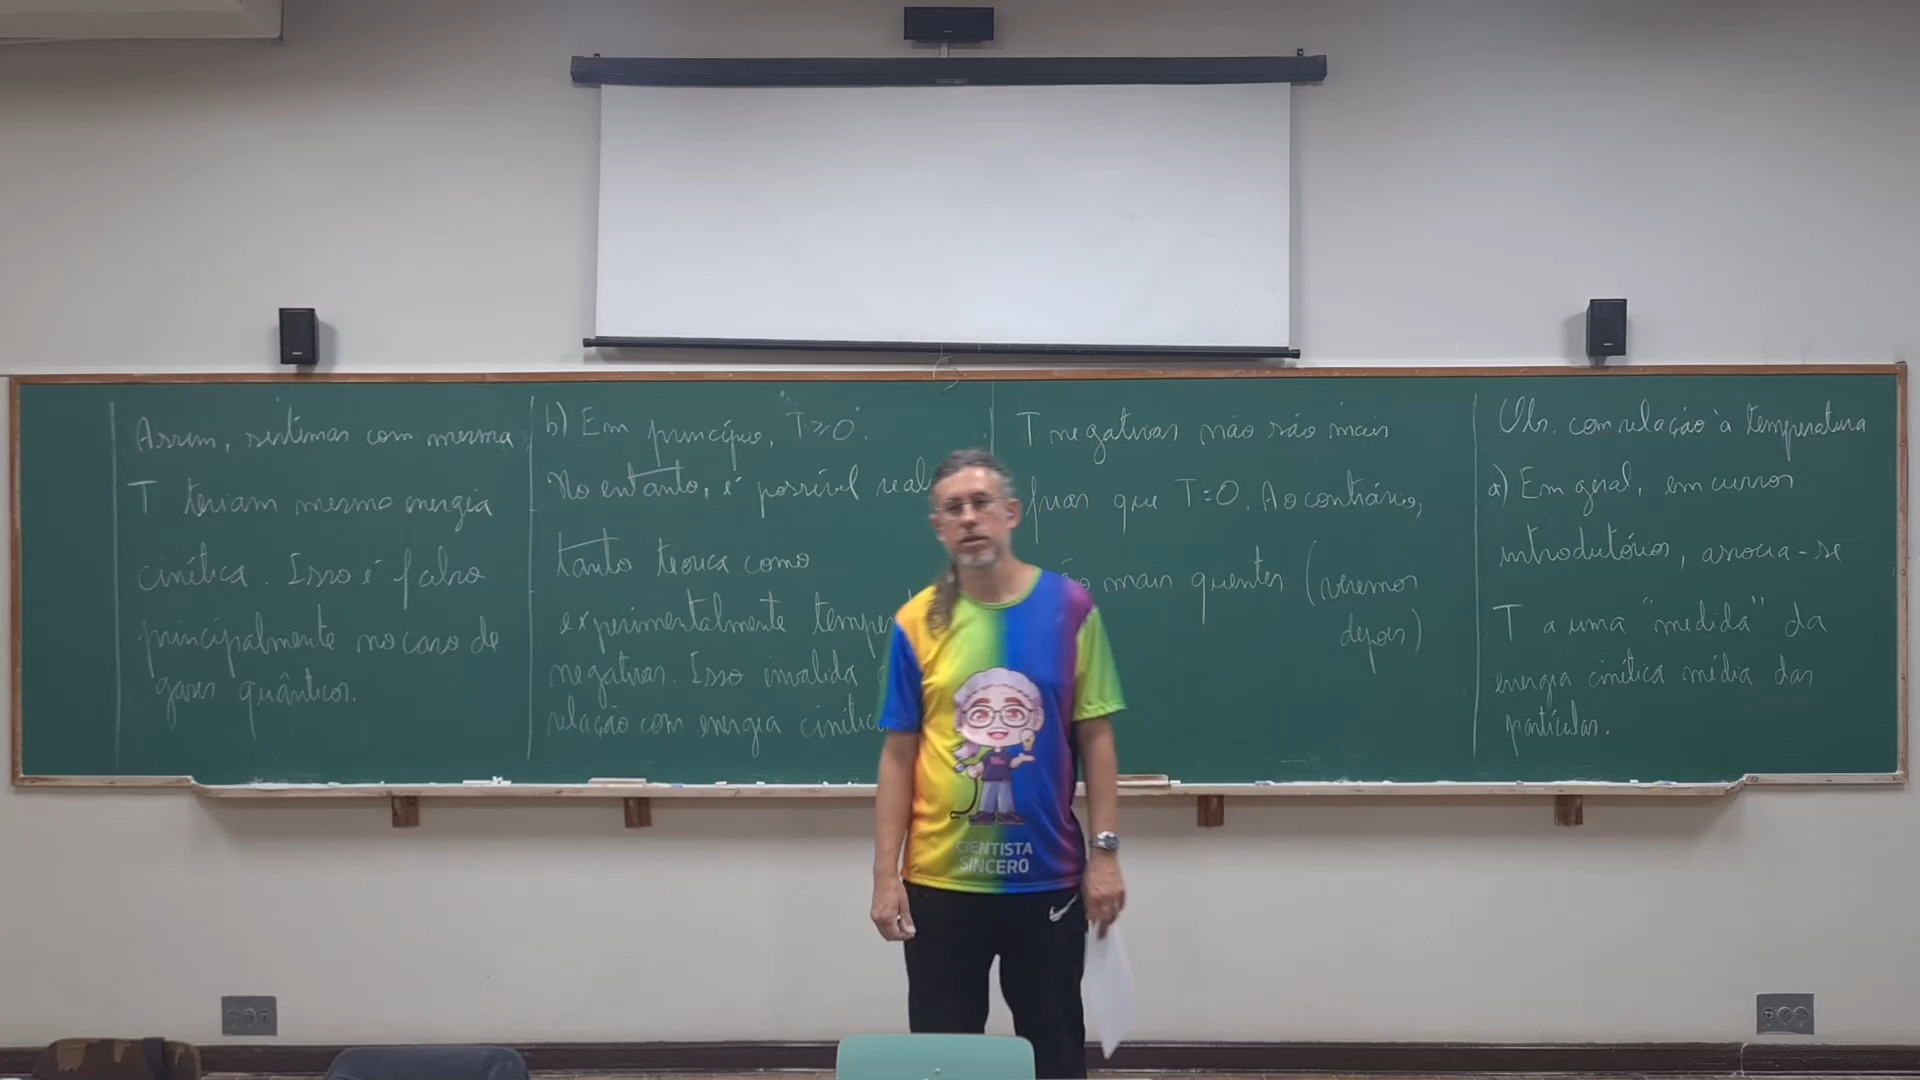 Assim, sistemas com mesma
T teriam mesma energia
cinética. Isso é falso
principalmente no caso de
gases quânticos.
b) Em princípio, "T≥0".
No entanto, é possível
tanto teórica como
experimentalmente
negativas. Isso invalida
relação com energia
T negativas não são mais
frias que T=0. Ao contrário,
mais quentes (veremos
depois)
Obs. com relação à temperatura
a) Em geral, em cursos
introdutórios, associa-se
T a uma "medida" da
energia cinética média das
partículas.
CIENTISTA
SINCERO